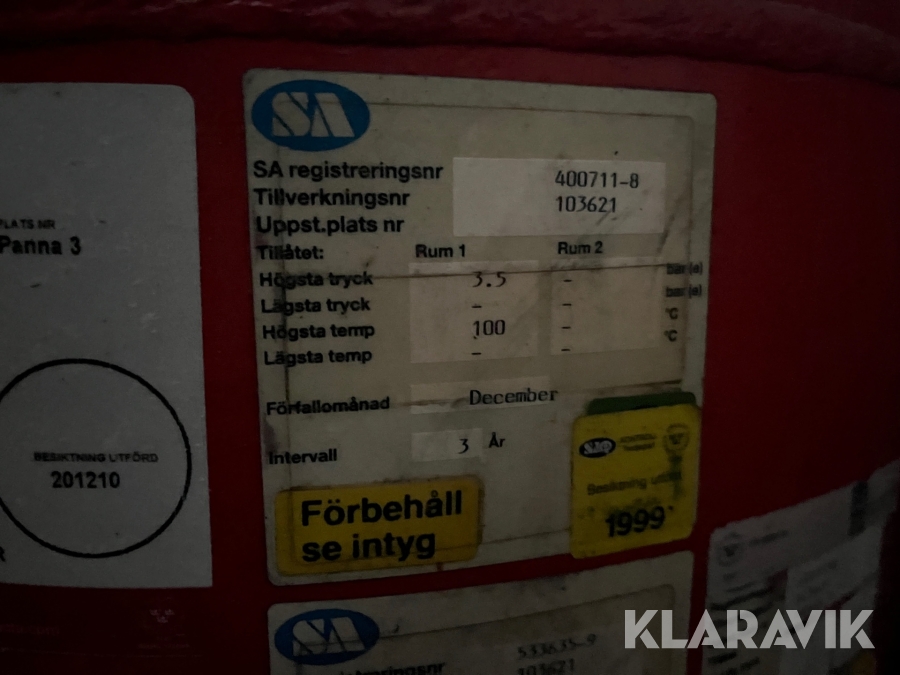 PLATS NR
Panna 3
BESIKTNING UTFÖRD
201210
SA
SA registreringsnr 400711-8
Tillverkningsnr 103621
Uppst.plats nr
Tillåtet: Rum 1 Rum 2
Högsta tryck 3.5 - bar (e)
Lägsta tryck - - bar (e)
Högsta temp 100 - °C
Lägsta temp - - °C
Förfallomånad December
Intervall 3 År
Förbehåll
se intyg
Besiktning
1999
SA
533635-9
103621
KLARAVIK